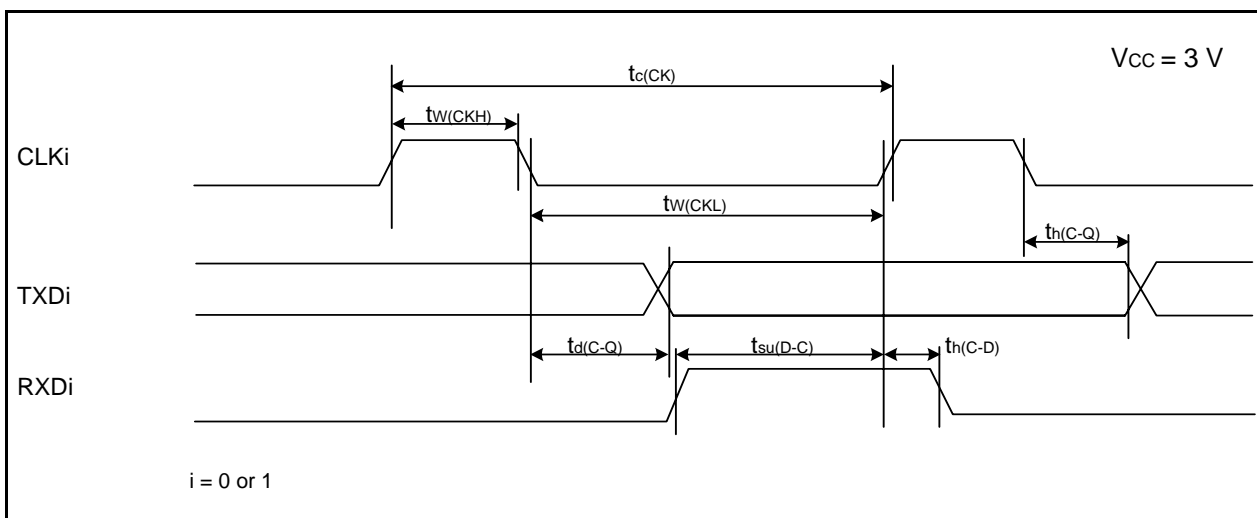 VCC = 3 V
tc(CK)
tW(CKH)
CLKi
tW(CKL)
th(C-Q)
TXDi
td(C-Q)
tsu(D-C)
th(C-D)
RXDi
i = 0 or 1